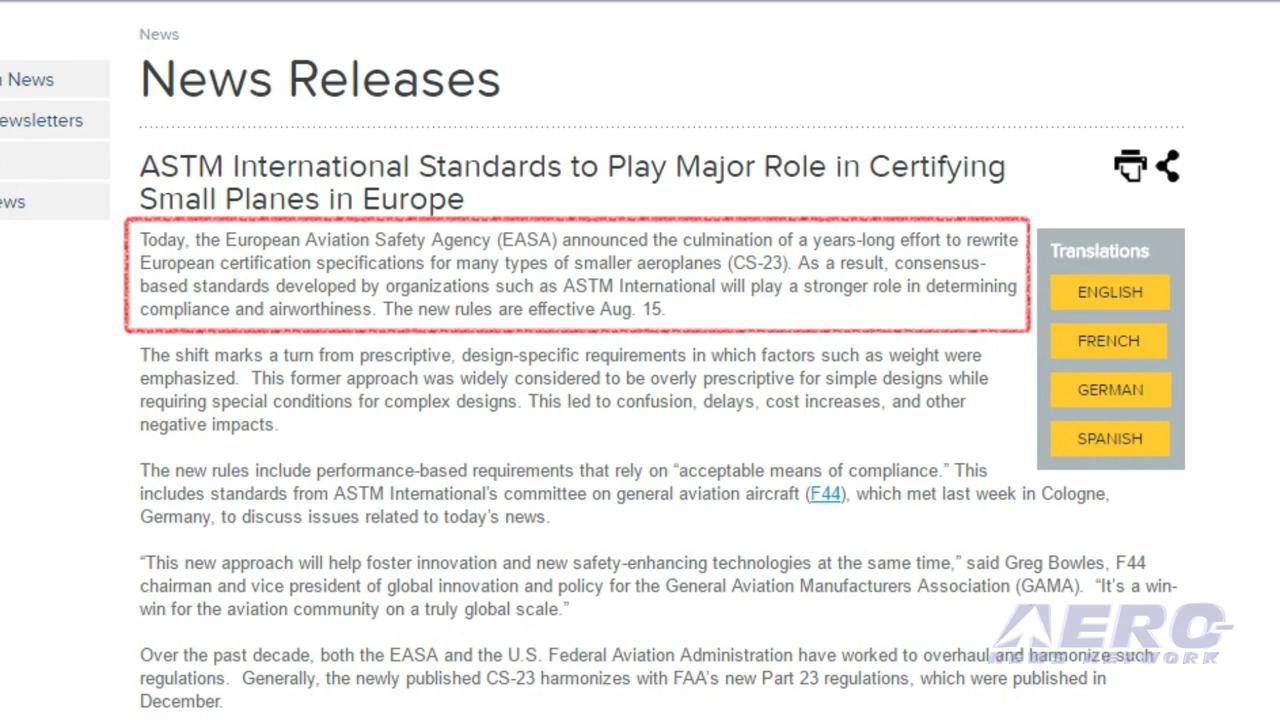 News
News Releases
News
ewsletters
ews
ASTM International Standards to Play Major Role in Certifying
Small Planes in Europe
Today, the European Aviation Safety Agency (EASA) announced the culmination of a years-long effort to rewrite
European certification specifications for many types of smaller aeroplanes (CS-23). As a result, consensus-
based standards developed by organizations such as ASTM International will play a stronger role in determining
compliance and airworthiness. The new rules are effective Aug. 15.
Translations
ENGLISH
FRENCH
GERMAN
SPANISH
The shift marks a turn from prescriptive, design-specific requirements in which factors such as weight were
emphasized. This former approach was widely considered to be overly prescriptive for simple designs while
requiring special conditions for complex designs. This led to confusion, delays, cost increases, and other
negative impacts.
The new rules include performance-based requirements that rely on “acceptable means of compliance.” This
includes standards from ASTM International’s committee on general aviation aircraft (F44), which met last week in Cologne,
Germany, to discuss issues related to today’s news.
“This new approach will help foster innovation and new safety-enhancing technologies at the same time,” said Greg Bowles, F44
chairman and vice president of global innovation and policy for the General Aviation Manufacturers Association (GAMA). “It’s a win-
win for the aviation community on a truly global scale.”
Over the past decade, both the EASA and the U.S. Federal Aviation Administration have worked to overhaul and harmonize such
regulations. Generally, the newly published CS-23 harmonizes with FAA’s new Part 23 regulations, which were published in
December.
AERO-
NEWS NETWORK